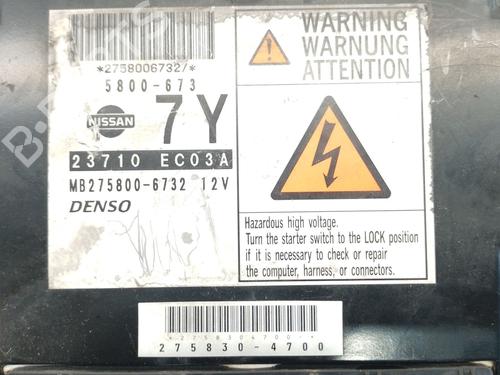 *2758006732/*
5800-673
NISSAN
7Y
23710 EC03A
MB275800-6732 12V
DENSO
WARNING
WARNUNG
ATTENTION
Hazardous high voltage.
Turn the starter switch to the LOCK position
if it is necessary to check or repair
the computer, harness, or connectors.
*2758304700-*
275830-4700